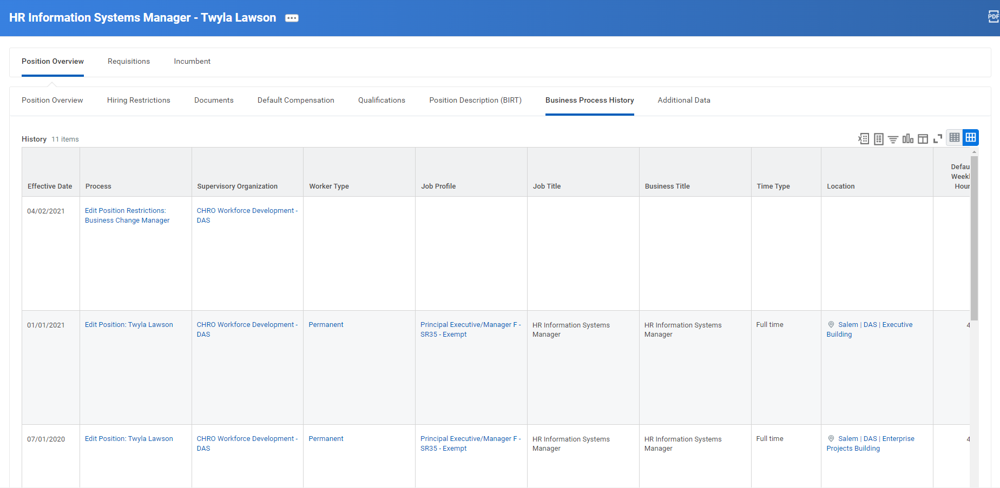 HR Information Systems Manager - Twyla Lawson
PDF
Position Overview Requisitions Incumbent
Position Overview Hiring Restrictions Documents Default Compensation Qualifications Position Description (BIRT) Business Process History Additional Data
History 11 items
Effective Date Process Supervisory Organization Worker Type Job Profile Job Title Business Title Time Type Location
Defau
Weekl
Hour
04/02/2021
Edit Position Restrictions:
Business Change Manager
CHRO Workforce Development -
DAS
01/01/2021
Edit Position: Twyla Lawson
CHRO Workforce Development -
DAS
Permanent
Principal Executive/Manager F -
SR35 - Exempt
HR Information Systems
Manager
HR Information Systems
Manager
Full time
Salem | DAS | Executive
Building
4
07/01/2020
Edit Position: Twyla Lawson
CHRO Workforce Development -
DAS
Permanent
Principal Executive/Manager F -
SR35 - Exempt
HR Information Systems
Manager
HR Information Systems
Manager
Full time
Salem | DAS | Enterprise
Projects Building
4